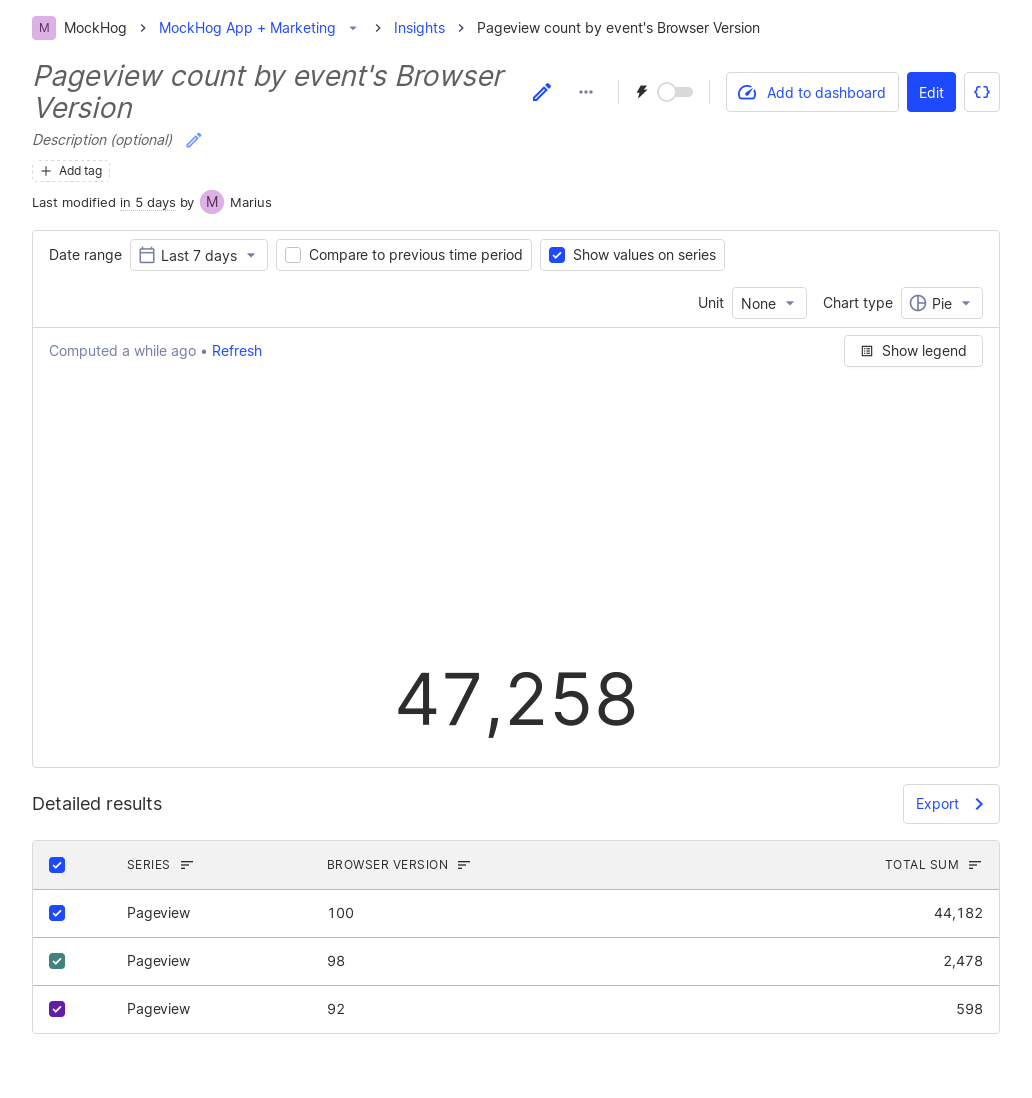 M MockHog MockHog App + Marketing Insights Pageview count by event's Browser Version
Pageview count by event's Browser
Version
Add to dashboard Edit
Description (optional)
Add tag
Last modified in 5 days by M Marius
Date range Last 7 days Compare to previous time period Show values on series
Unit None Chart type Pie
Computed a while ago • Refresh Show legend
47,258
Detailed results Export
SERIES BROWSER VERSION TOTAL SUM
Pageview 100 44,182
Pageview 98 2,478
Pageview 92 598